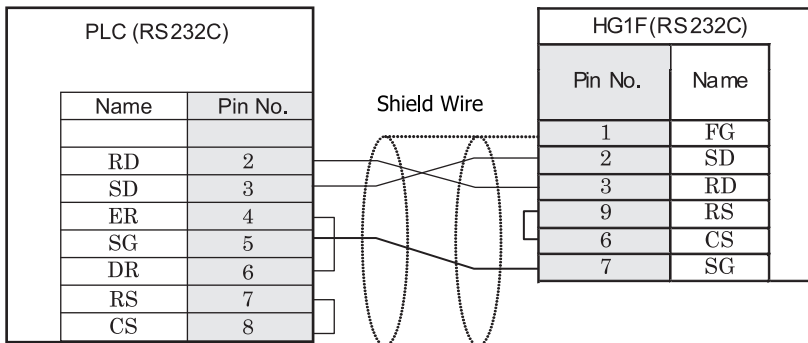 PLC (RS232C)
Name Pin No.
RD 2
SD 3
ER 4
SG 5
DR 6
RS 7
CS 8
Shield Wire
HG1F(RS232C)
Pin No. Name
1 FG
2 SD
3 RD
9 RS
6 CS
7 SG